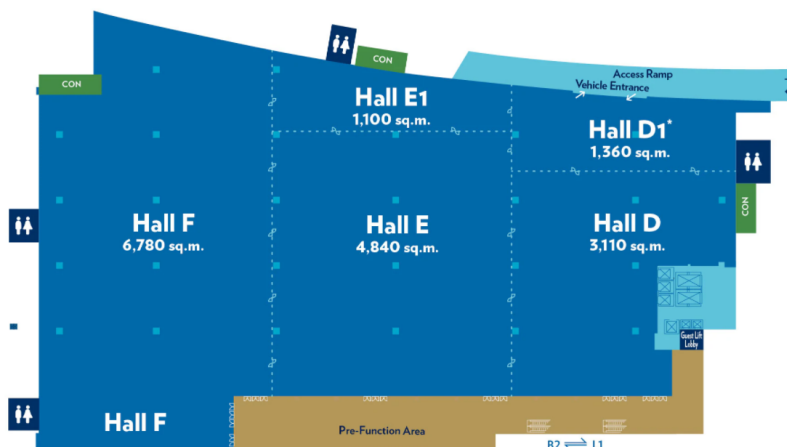 CON
Access Ramp
Vehicle Entrance
CON
Hall E1
1,100 sq.m.
Hall D1*
1,360 sq.m.
CON
Hall F
6,780 sq.m.
Hall E
4,840 sq.m.
Hall D
3,110 sq.m.
Guest Lift
Lobby
Hall F
Pre-Function Area
B2 L1